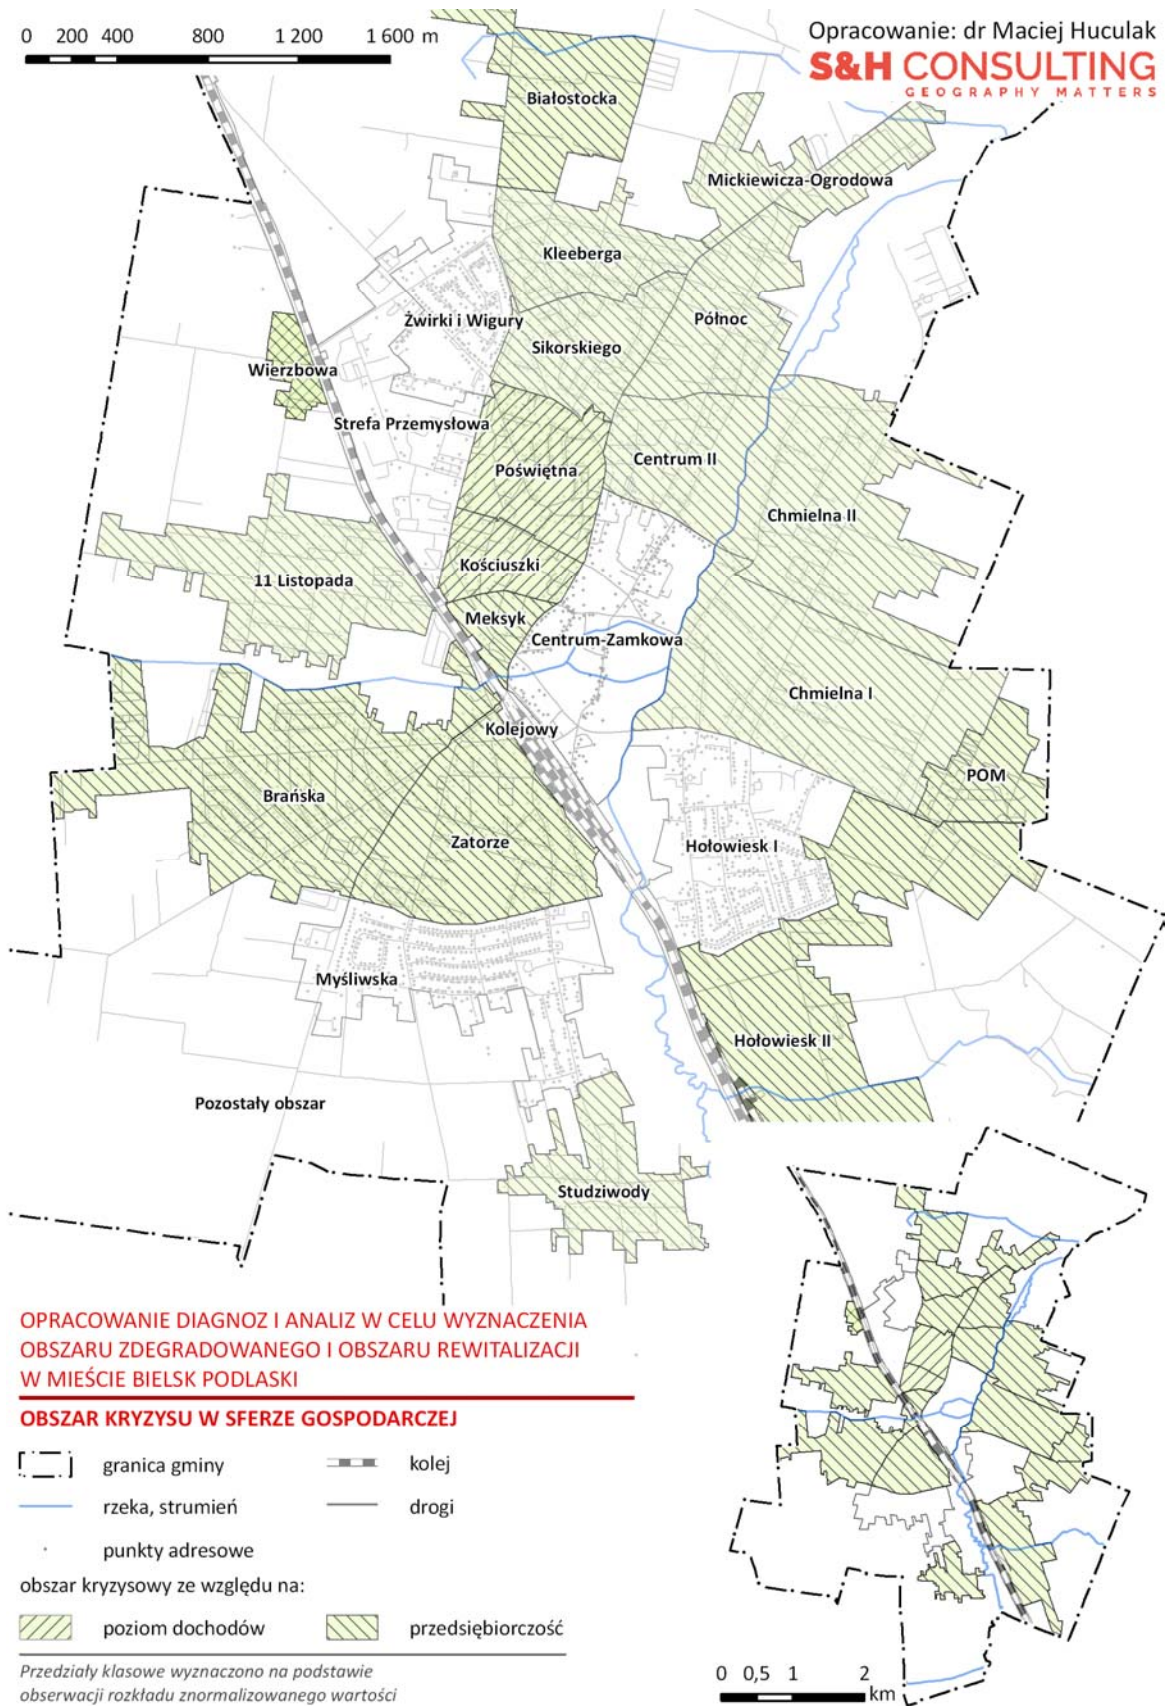 0 200 400 800 1 200 1 600 m
Opracowanie: dr Maciej Huculak
S&H CONSULTING
GEOGRAPHY MATTERS
Białostocka
Mickiewicza-Ogrodowa
Kleeberga
Żwirki i Wigury
Północ
Sikorskiego
Wierzbowa
Strefa Przemysłowa
Centrum II
Poświętna
Chmielna II
Kościuszki
11 Listopada
Meksyk
Centrum-Zamkowa
Chmielna I
Kolejowy
POM
Brańska
Zatorze
Hołowiesk I
Myśliwska
Hołowiesk II
Pozostały obszar
Studziwody
OPRACOWANIE DIAGNOZ I ANALIZ W CELU WYZNACZENIA
OBSZARU ZDEGRADOWANEGO I OBSZARU REWITALIZACJI
W MIEŚCIE BIELSK PODLASKI
OBSZAR KRYZYSU W SFERZE GOSPODARCZEJ
granica gminy
kolej
rzeka, strumień
drogi
punkty adresowe
obszar kryzysowy ze względu na:
poziom dochodów
przedsiębiorczość
Przedziały klasowe wyznaczono na podstawie
obserwacji rozkładu znormalizowanego wartości
0 0,5 1 2
km